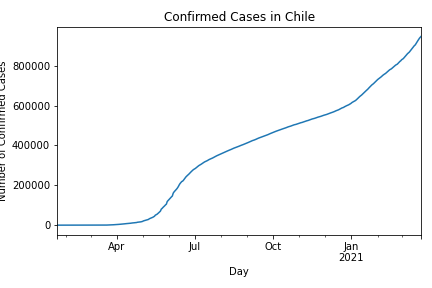 Confirmed Cases in Chile
Number of Confirmed Cases
800000
600000
400000
200000
0
Apr
Jul
Oct
Jan
2021
Day